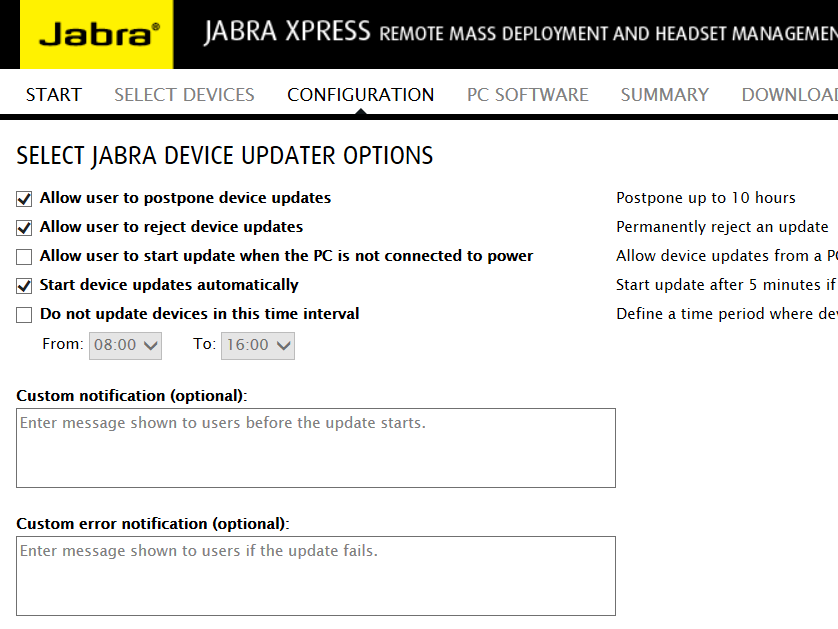 Jabra® JABRA XPRESS REMOTE MASS DEPLOYMENT AND HEADSET MANAGEMEN
START SELECT DEVICES CONFIGURATION PC SOFTWARE SUMMARY DOWNLOAD
SELECT JABRA DEVICE UPDATER OPTIONS
Allow user to postpone device updates Postpone up to 10 hours
Allow user to reject device updates Permanently reject an update
Allow user to start update when the PC is not connected to power Allow device updates from a PC
Start device updates automatically Start update after 5 minutes if
Do not update devices in this time interval Define a time period where dev
From: 08:00 To: 16:00
Custom notification (optional):
Enter message shown to users before the update starts.
Custom error notification (optional):
Enter message shown to users if the update fails.